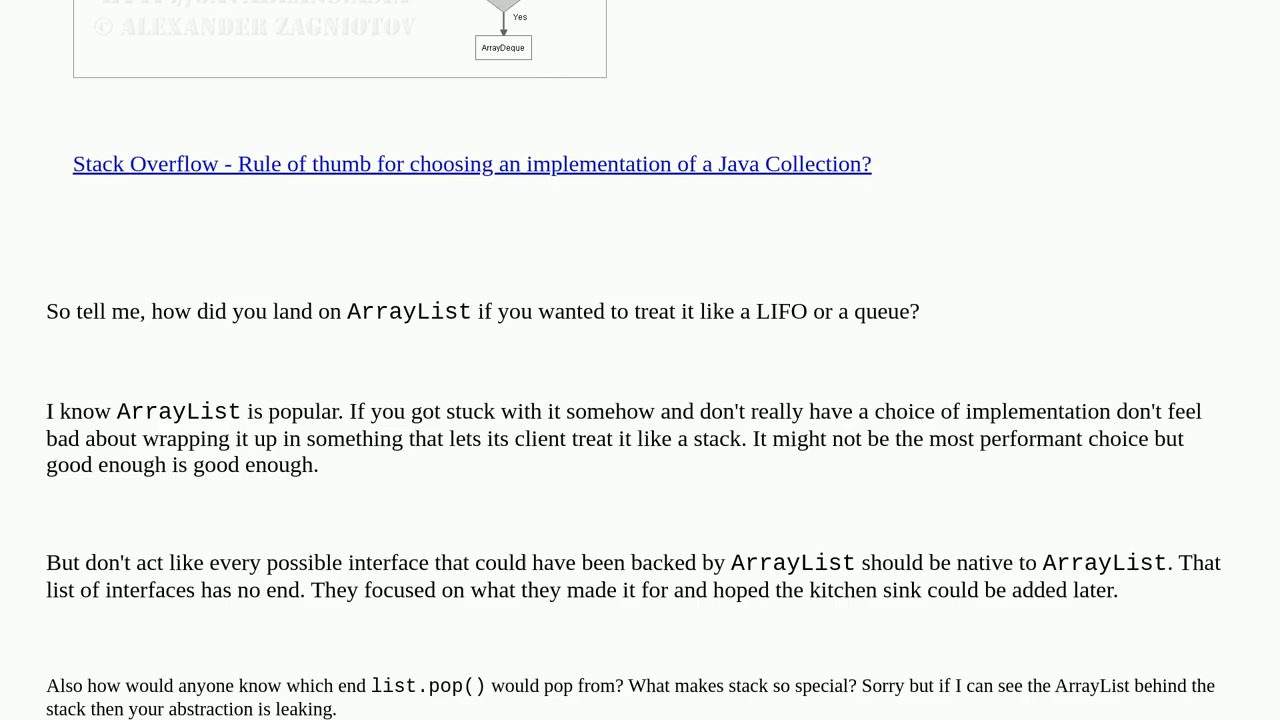 © ALEXANDER ZAGNIOTOV
Yes
ArrayDeque
Stack Overflow - Rule of thumb for choosing an implementation of a Java Collection?
So tell me, how did you land on ArrayList if you wanted to treat it like a LIFO or a queue?
I know ArrayList is popular. If you got stuck with it somehow and don't really have a choice of implementation don't feel
bad about wrapping it up in something that lets its client treat it like a stack. It might not be the most performant choice but
good enough is good enough.
But don't act like every possible interface that could have been backed by ArrayList should be native to ArrayList. That
list of interfaces has no end. They focused on what they made it for and hoped the kitchen sink could be added later.
Also how would anyone know which end list.pop() would pop from? What makes stack so special? Sorry but if I can see the ArrayList behind the
stack then your abstraction is leaking.